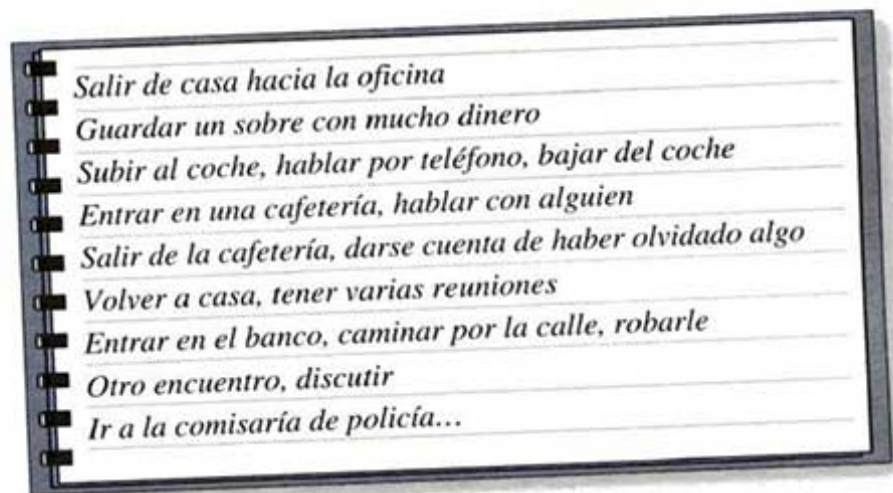 Salir de casa hacia la oficina
Guardar un sobre con mucho dinero
Subir al coche, hablar por teléfono, bajar del coche
Entrar en una cafetería, hablar con alguien
Salir de la cafetería, darse cuenta de haber olvidado algo
Volver a casa, tener varias reuniones
Entrar en el banco, caminar por la calle, robarle
Otro encuentro, discutir
Ir a la comisaría de policía...